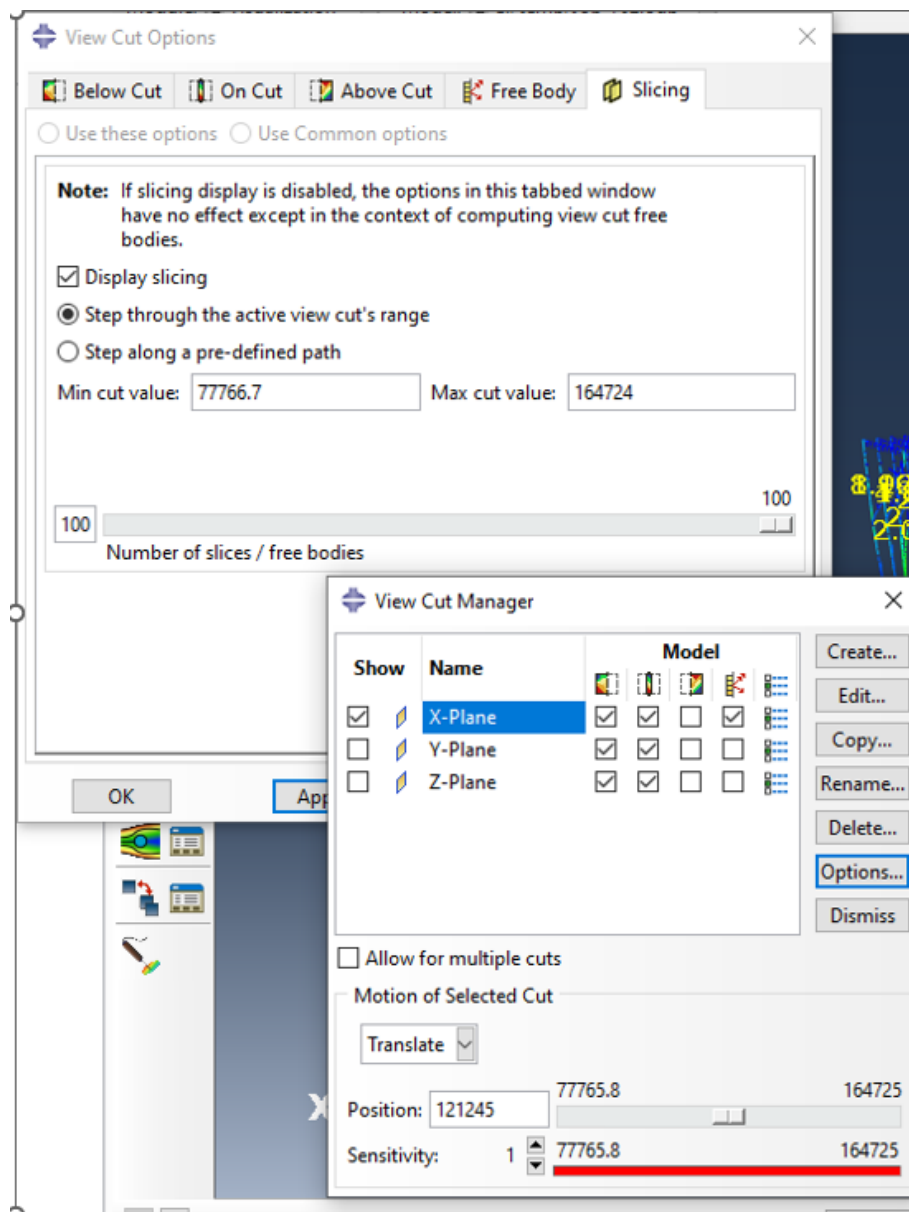 View Cut Options
Below Cut On Cut Above Cut Free Body Slicing
Use these options Use Common options
Note: If slicing display is disabled, the options in this tabbed window
have no effect except in the context of computing view cut free
bodies.
Display slicing
Step through the active view cut's range
Step along a pre-defined path
Min cut value: 77766.7 Max cut value: 164724
100
100
Number of slices / free bodies
OK
View Cut Manager
Model
Show Name
X-Plane
Y-Plane
Z-Plane
Create...
Edit...
Copy...
Rename...
Delete...
Options...
Dismiss
Allow for multiple cuts
Motion of Selected Cut
Translate
77765.8 164725
Position: 121245
Sensitivity: 1 77765.8 164725
X